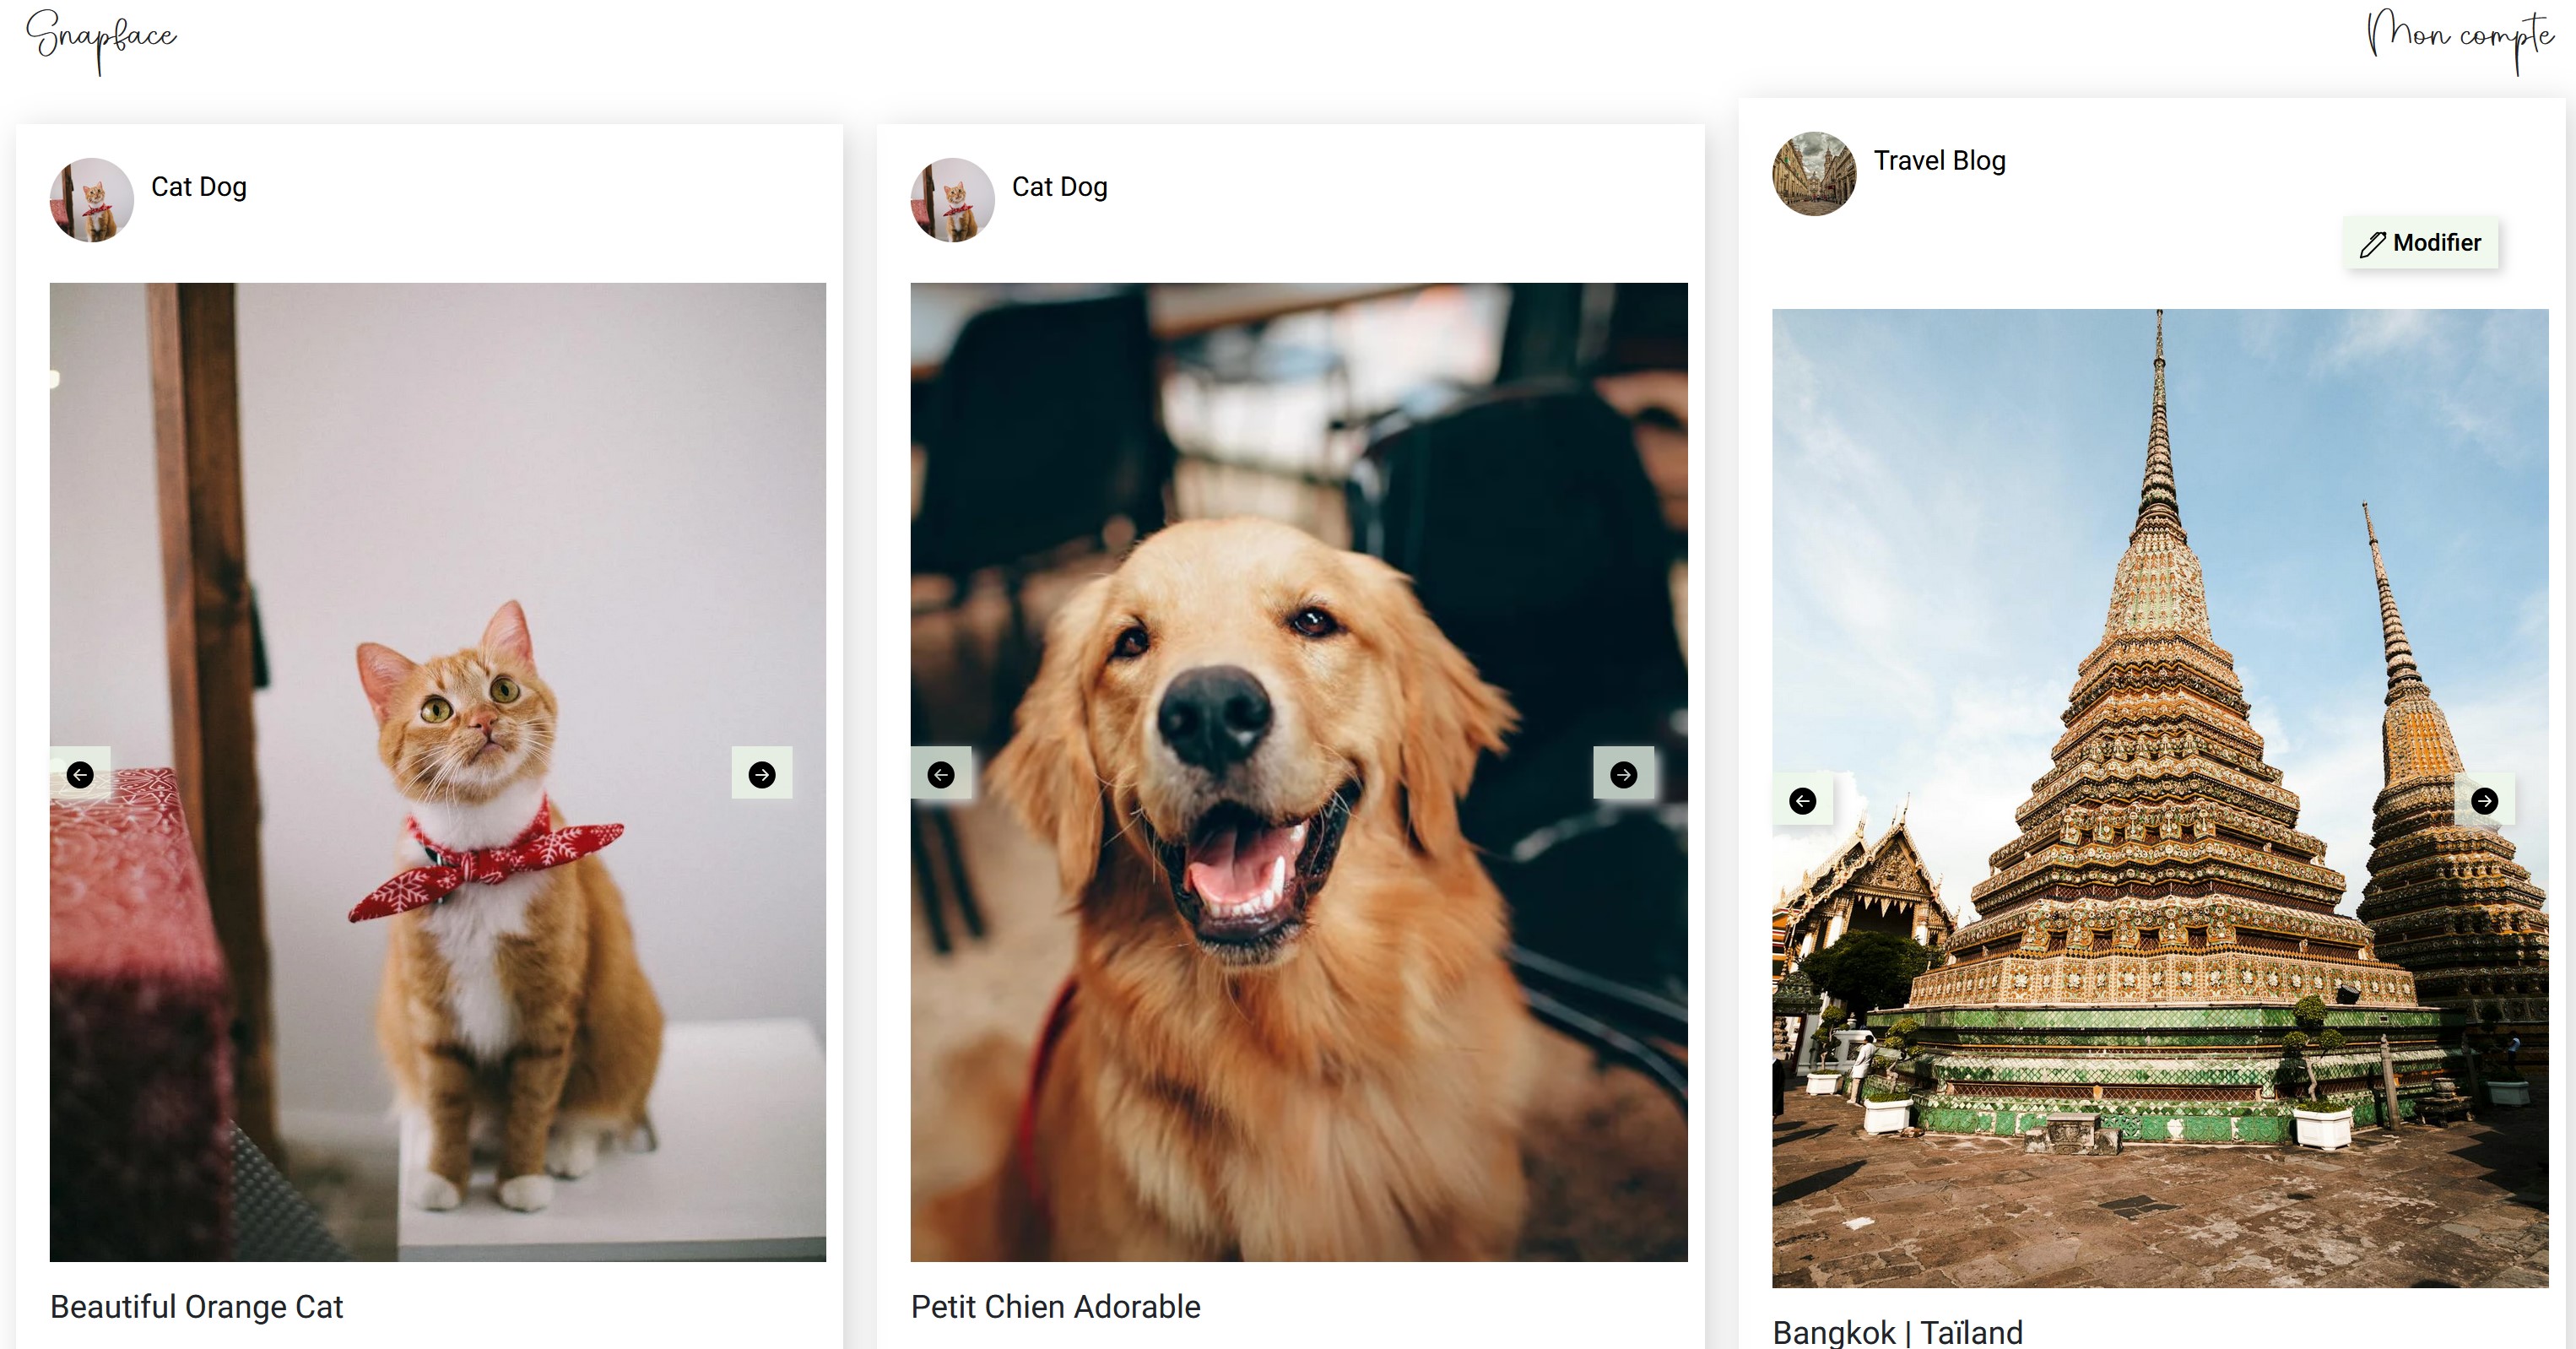 Snapface
Mon compte
Cat Dog
Beautiful Orange Cat
Cat Dog
Petit Chien Adorable
Travel Blog
Modifier
Bangkok | Taïland